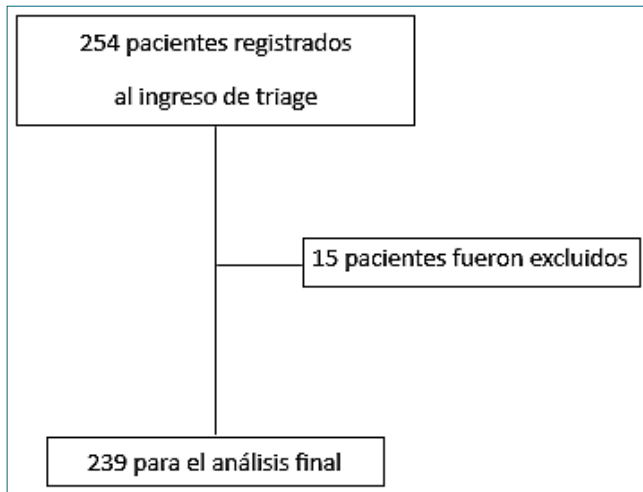 254 pacientes registrados
al ingreso de triage
15 pacientes fueron excluidos
239 para el análisis final